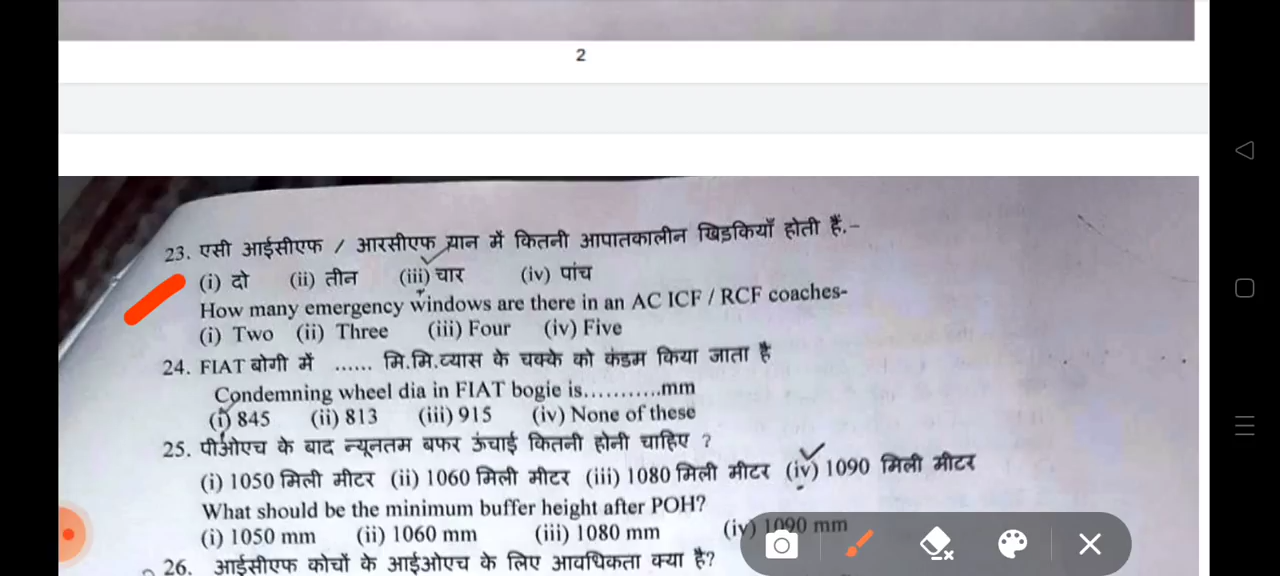 2
23. एसी आईसीएफ / आरसीएफ यान में कितनी आपातकालीन खिड़कियाँ होती हैं.-
(i) दो (ii) तीन (iii) चार (iv) पांच
How many emergency windows are there in an AC ICF / RCF coaches-
(i) Two (ii) Three (iii) Four (iv) Five
24. FIAT बोगी में ...... मि.मि.व्यास के चक्के को कंडम किया जाता है
Condemning wheel dia in FIAT bogie is...........mm
(i) 845 (ii) 813 (iii) 915 (iv) None of these
25. पीओएच के बाद न्यूनतम बफर ऊंचाई कितनी होनी चाहिए ?
(i) 1050 मिली मीटर (ii) 1060 मिली मीटर (iii) 1080 मिली मीटर (iv) 1090 मिली मीटर
What should be the minimum buffer height after POH?
(i) 1050 mm (ii) 1060 mm (iii) 1080 mm (iv) 1090 mm
26. आईसीएफ कोचों के आईओएच के लिए आवधिकता क्या है?